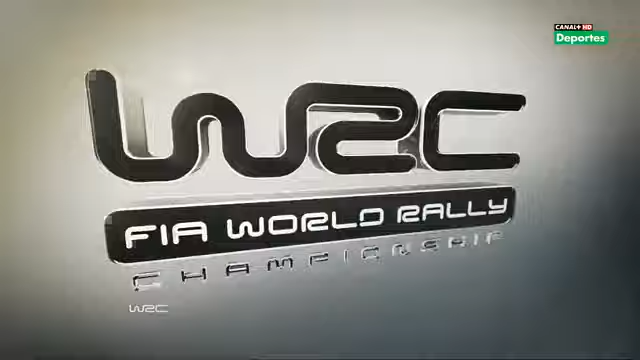 CANAL+ HD
Deportes
WRC
FIA WORLD RALLY
CHAMPIONSHIP
WRC